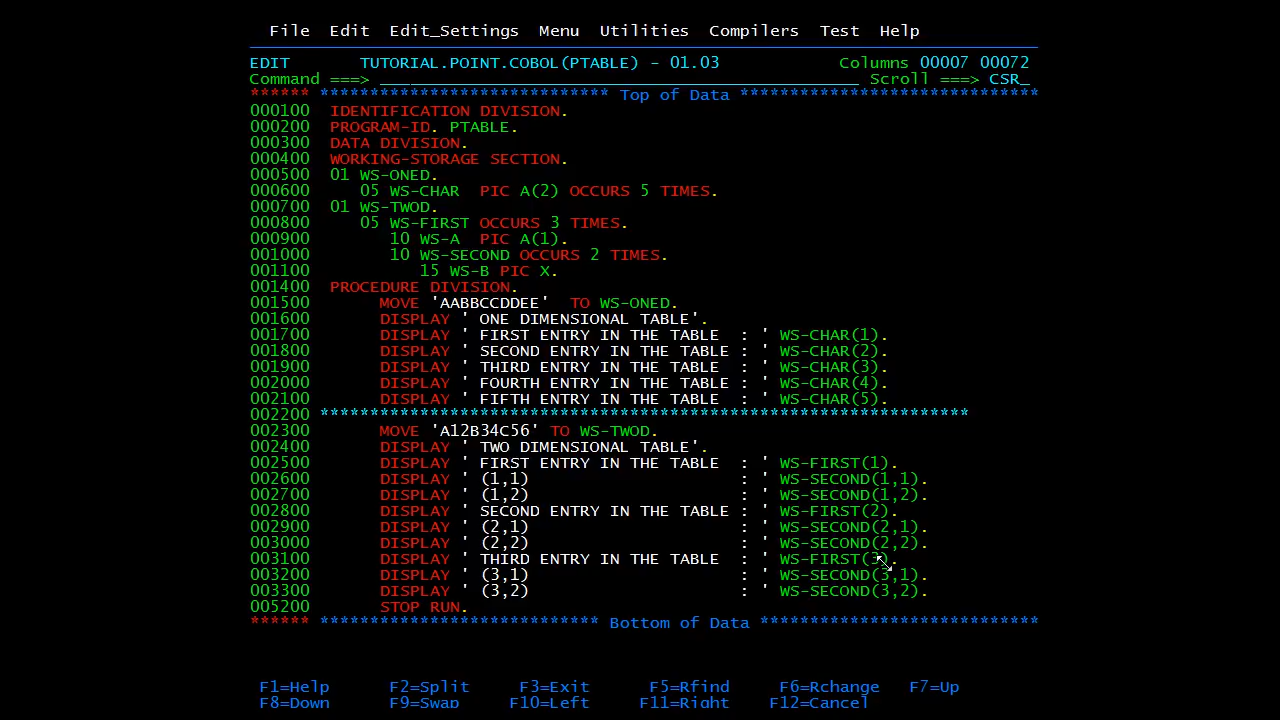 File  Edit  Edit_Settings  Menu  Utilities  Compilers  Test  Help
EDIT       TUTORIAL.POINT.COBOL(PTABLE) - 01.03            Columns 00007 00072
Command ===>                                                  Scroll ===> CSR_
****** ***************************** Top of Data ******************************
000100  IDENTIFICATION DIVISION.
000200  PROGRAM-ID. PTABLE.
000300  DATA DIVISION.
000400  WORKING-STORAGE SECTION.
000500  01 WS-ONED.
000600     05 WS-CHAR  PIC A(2) OCCURS 5 TIMES.
000700  01 WS-TWOD.
000800     05 WS-FIRST OCCURS 3 TIMES.
000900        10 WS-A  PIC A(1).
001000        10 WS-SECOND OCCURS 2 TIMES.
001100           15 WS-B PIC X.
001400  PROCEDURE DIVISION.
001500       MOVE 'AABBCCDDEE'  TO WS-ONED.
001600       DISPLAY ' ONE DIMENSIONAL TABLE'.
001700       DISPLAY ' FIRST ENTRY IN THE TABLE  : ' WS-CHAR(1).
001800       DISPLAY ' SECOND ENTRY IN THE TABLE : ' WS-CHAR(2).
001900       DISPLAY ' THIRD ENTRY IN THE TABLE  : ' WS-CHAR(3).
002000       DISPLAY ' FOURTH ENTRY IN THE TABLE : ' WS-CHAR(4).
002100       DISPLAY ' FIFTH ENTRY IN THE TABLE  : ' WS-CHAR(5).
002200 *****************************************************************
002300       MOVE 'A12B34C56' TO WS-TWOD.
002400       DISPLAY ' TWO DIMENSIONAL TABLE'.
002500       DISPLAY ' FIRST ENTRY IN THE TABLE  : ' WS-FIRST(1).
002600       DISPLAY ' (1,1)                     : ' WS-SECOND(1,1).
002700       DISPLAY ' (1,2)                     : ' WS-SECOND(1,2).
002800       DISPLAY ' SECOND ENTRY IN THE TABLE : ' WS-FIRST(2).
002900       DISPLAY ' (2,1)                     : ' WS-SECOND(2,1).
003000       DISPLAY ' (2,2)                     : ' WS-SECOND(2,2).
003100       DISPLAY ' THIRD ENTRY IN THE TABLE  : ' WS-FIRST(3).
003200       DISPLAY ' (3,1)                     : ' WS-SECOND(3,1).
003300       DISPLAY ' (3,2)                     : ' WS-SECOND(3,2).
005200       STOP RUN.
****** **************************** Bottom of Data ****************************
F1=Help      F2=Split     F3=Exit      F5=Rfind     F6=Rchange   F7=Up
F8=Down      F9=Swap     F10=Left     F11=Right    F12=Cancel